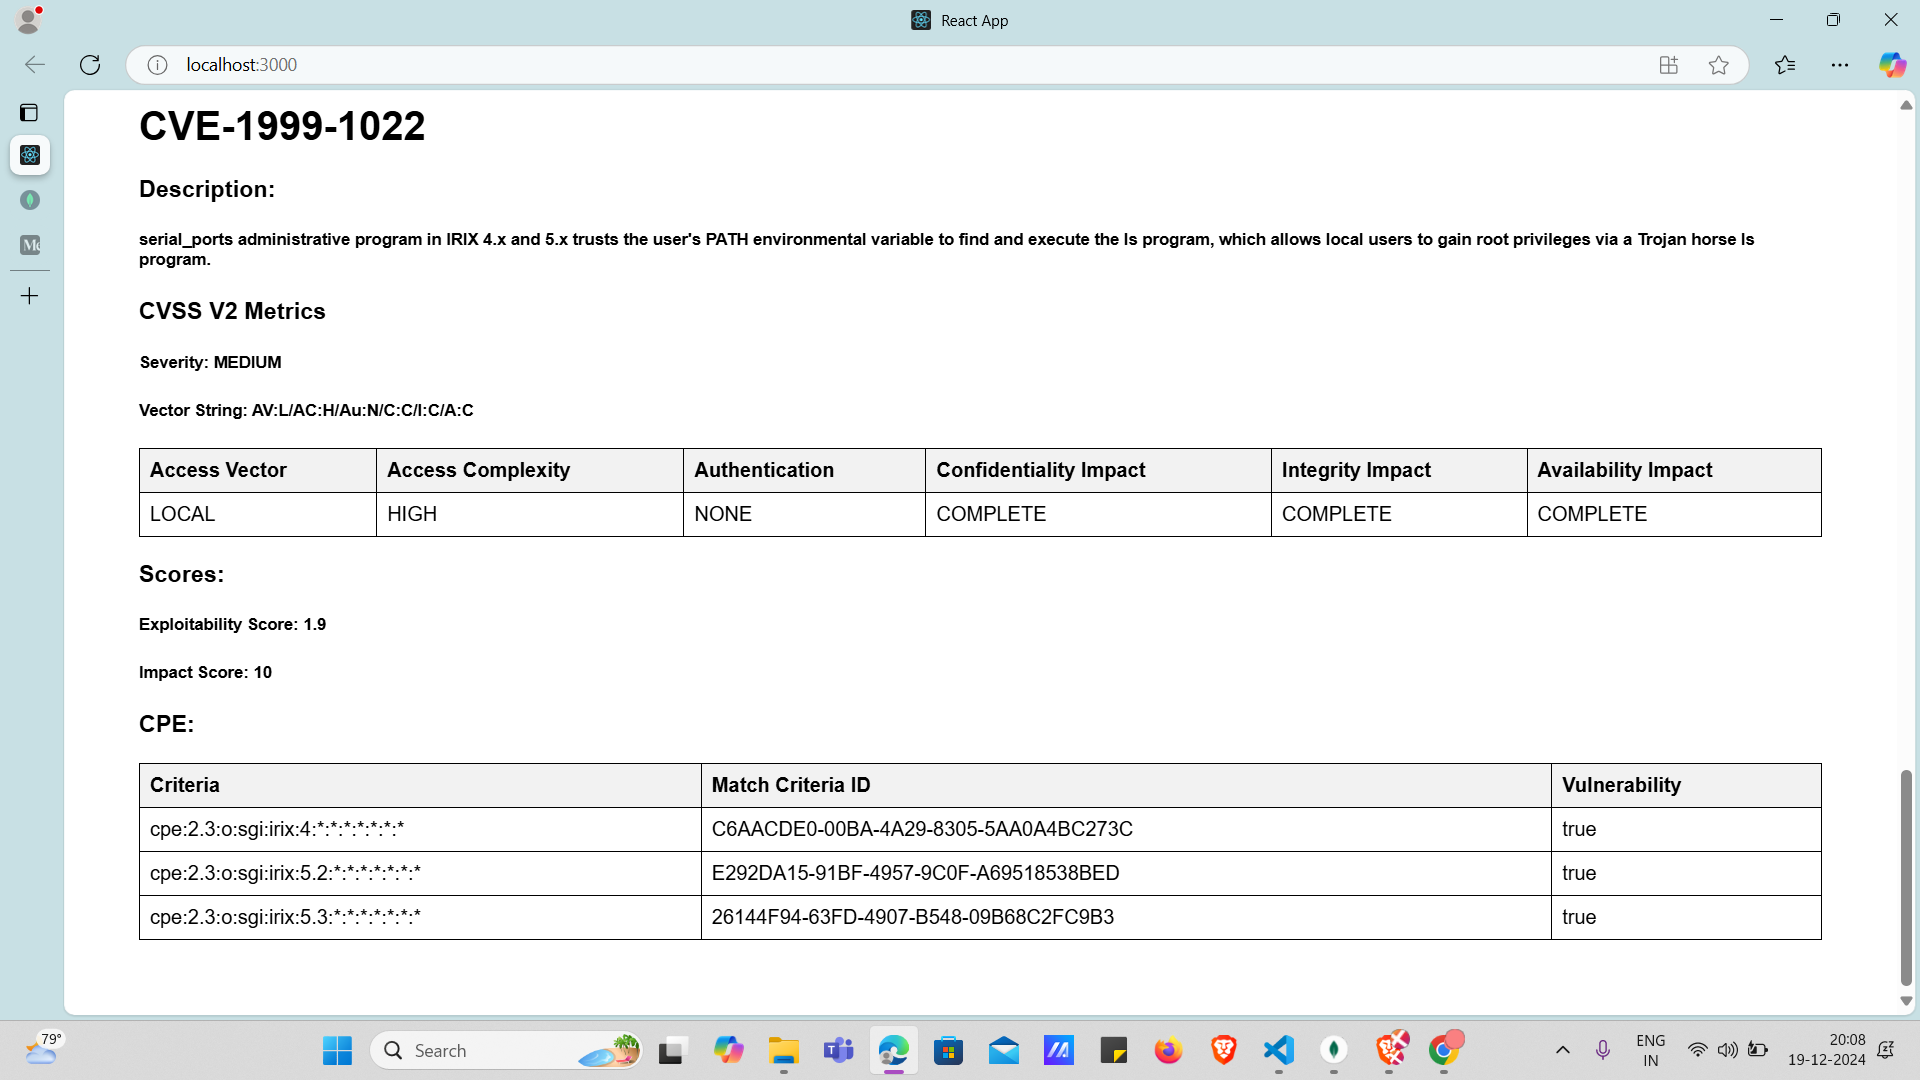 React App
localhost:3000
Me
CVE-1999-1022
Description:
serial_ports administrative program in IRIX 4.x and 5.x trusts the user's PATH environmental variable to find and execute the ls program, which allows local users to gain root privileges via a Trojan horse ls
program.
CVSS V2 Metrics
Severity: MEDIUM
Vector String: AV:L/AC:H/Au:N/C:C/I:C/A:C
Access Vector Access Complexity Authentication Confidentiality Impact Integrity Impact Availability Impact
LOCAL HIGH NONE COMPLETE COMPLETE COMPLETE
Scores:
Exploitability Score: 1.9
Impact Score: 10
CPE:
Criteria Match Criteria ID Vulnerability
cpe:2.3:o:sgi:irix:4:*:*:*:*:*:*:* C6AACDE0-00BA-4A29-8305-5AA0A4BC273C true
cpe:2.3:o:sgi:irix:5.2:*:*:*:*:*:*:* E292DA15-91BF-4957-9C0F-A69518538BED true
cpe:2.3:o:sgi:irix:5.3:*:*:*:*:*:*:* 26144F94-63FD-4907-B548-09B68C2FC9B3 true
79°
Search
ENG
IN
20:08
19-12-2024